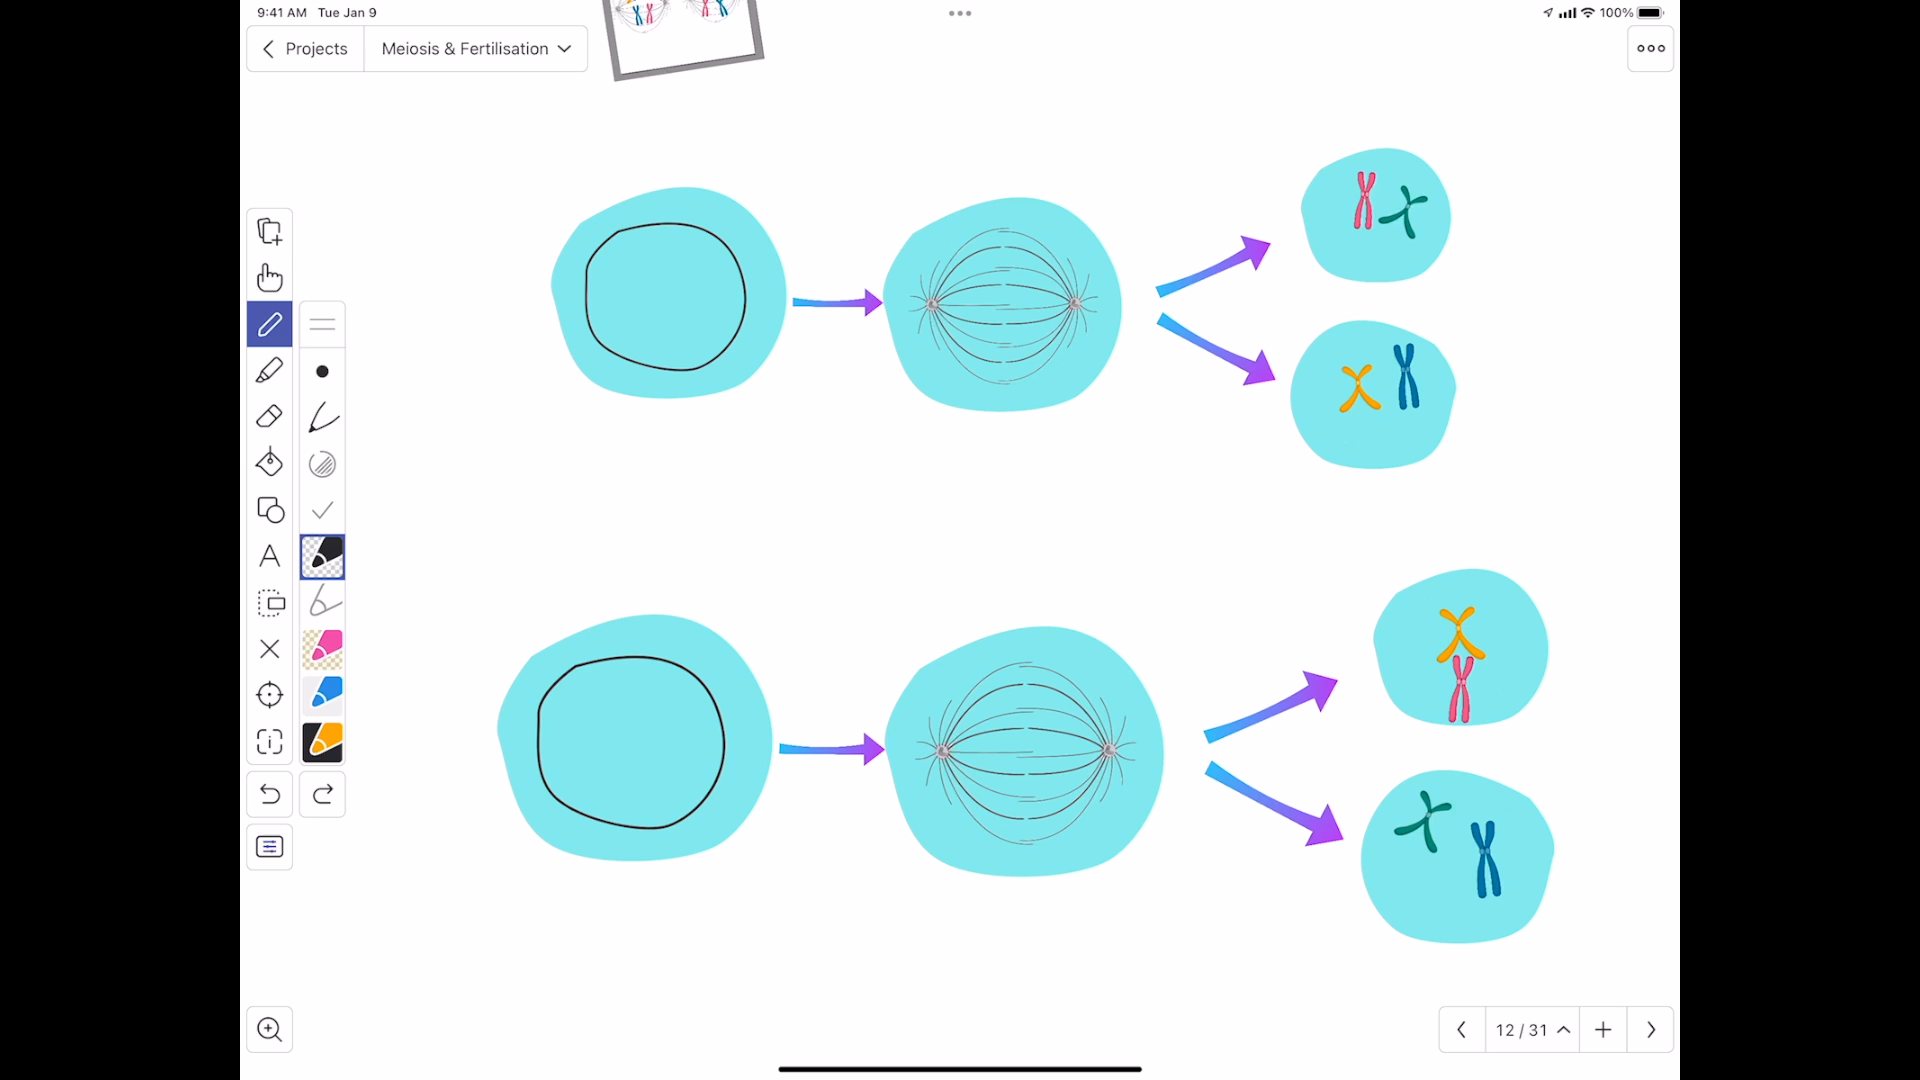 9:41 AM Tue Jan 9
100%
Projects
Meiosis & Fertilisation
A
12 / 31